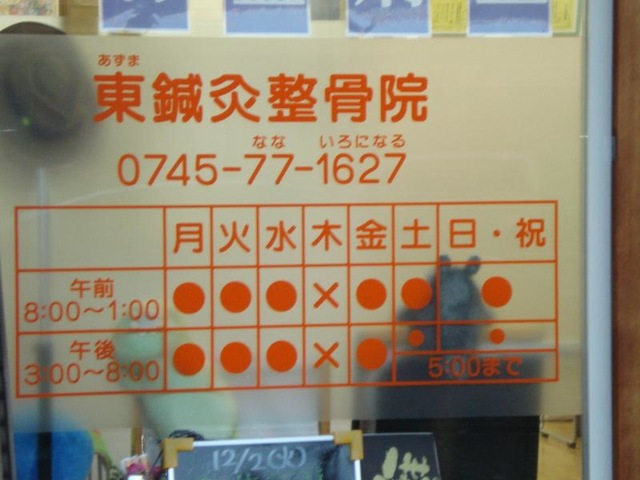 あずま
東鍼灸整骨院
なな いろになる
0745-77-1627
月 火 水 木 金 土 日・祝
午前
8:00～1:00 ● ● ● × ● ● ●
午後
3:00～8:00 ● ● ● × ● ● ●
5:00まで
12/2(火)